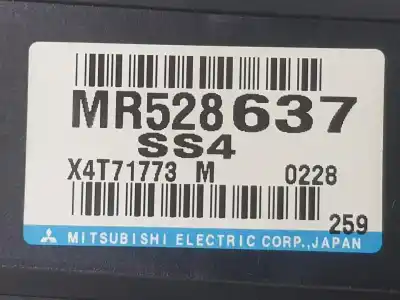 MR528637
SS4
X4T71773 M 0228
259
MITSUBISHI ELECTRIC CORP.,JAPAN